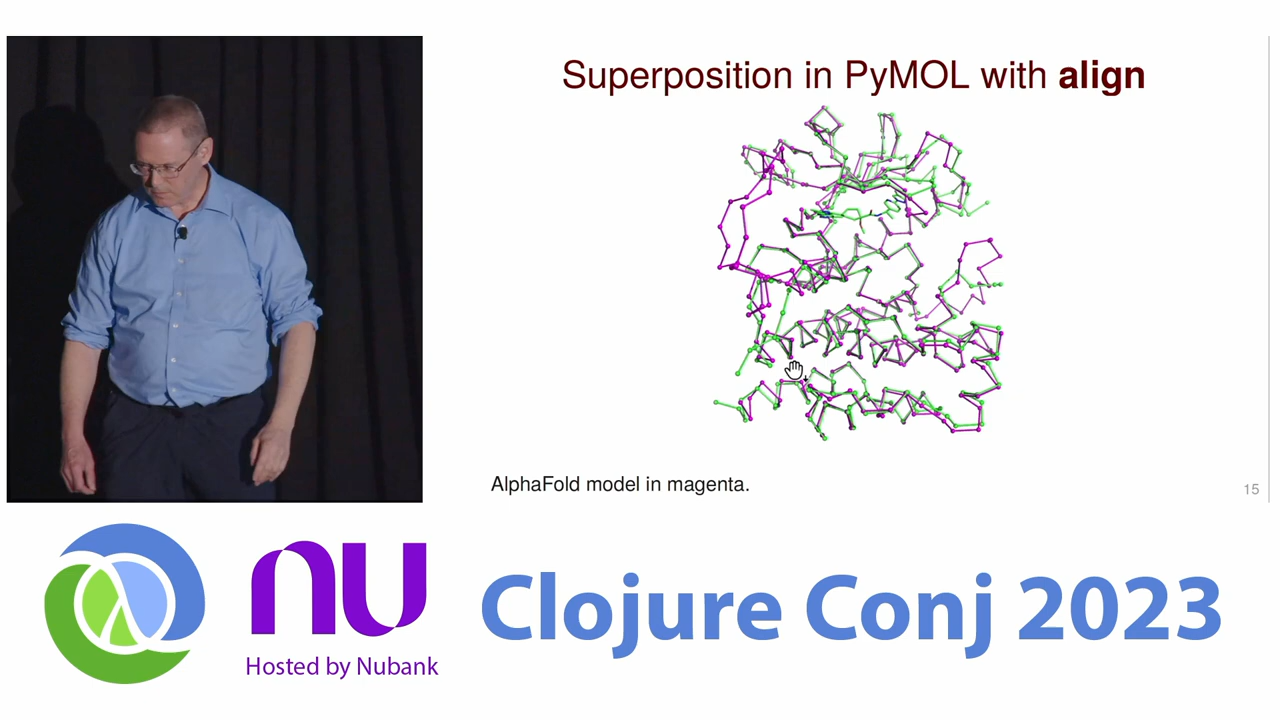 Superposition in PyMOL with align
AlphaFold model in magenta.
15
nu
Hosted by Nubank
Clojure Conj 2023